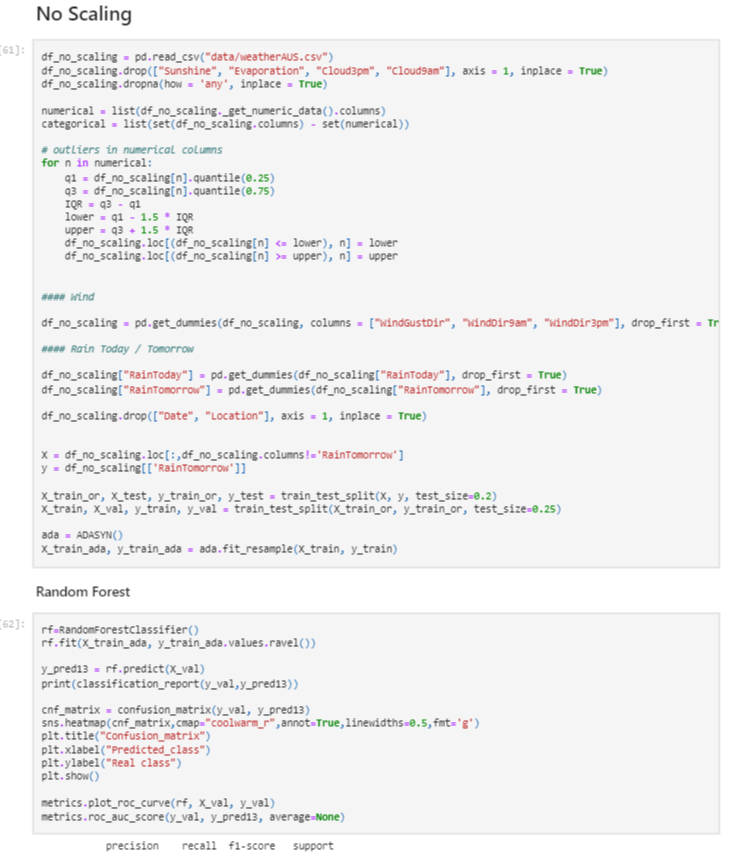 No Scaling
[61]:
df_no_scaling = pd.read_csv("data/weatherAUS.csv")
df_no_scaling.drop(["Sunshine", "Evaporation", "Cloud3pm", "Cloud9am"], axis = 1, inplace = True)
df_no_scaling.dropna(how = 'any', inplace = True)
numerical = list(df_no_scaling._get_numeric_data().columns)
categorical = list(set(df_no_scaling.columns) - set(numerical))
# outliers in numerical columns
for n in numerical:
q1 = df_no_scaling[n].quantile(0.25)
q3 = df_no_scaling[n].quantile(0.75)
IQR = q3 - q1
lower = q1 - 1.5 * IQR
upper = q3 + 1.5 * IQR
df_no_scaling.loc[(df_no_scaling[n] <= lower), n] = lower
df_no_scaling.loc[(df_no_scaling[n] >= upper), n] = upper
#### Wind
df_no_scaling = pd.get_dummies(df_no_scaling, columns = ["WindGustDir", "WindDir9am", "WindDir3pm"], drop_first = Tr
#### Rain Today / Tomorrow
df_no_scaling["RainToday"] = pd.get_dummies(df_no_scaling["RainToday"], drop_first = True)
df_no_scaling["RainTomorrow"] = pd.get_dummies(df_no_scaling["RainTomorrow"], drop_first = True)
df_no_scaling.drop(["Date", "Location"], axis = 1, inplace = True)
X = df_no_scaling.loc[:,df_no_scaling.columns!='RainTomorrow']
y = df_no_scaling[['RainTomorrow']]
X_train_or, X_test, y_train_or, y_test = train_test_split(X, y, test_size=0.2)
X_train, X_val, y_train, y_val = train_test_split(X_train_or, y_train_or, test_size=0.25)
ada = ADASYN()
X_train_ada, y_train_ada = ada.fit_resample(X_train, y_train)
Random Forest
[62]:
rf=RandomForestClassifier()
rf.fit(X_train_ada, y_train_ada.values.ravel())
y_pred13 = rf.predict(X_val)
print(classification_report(y_val,y_pred13))
cnf_matrix = confusion_matrix(y_val, y_pred13)
sns.heatmap(cnf_matrix,cmap="coolwarm_r",annot=True,linewidths=0.5,fmt='g')
plt.title("Confusion_matrix")
plt.xlabel("Predicted_class")
plt.ylabel("Real class")
plt.show()
metrics.plot_roc_curve(rf, X_val, y_val)
metrics.roc_auc_score(y_val, y_pred13, average=None)
precision recall f1-score support